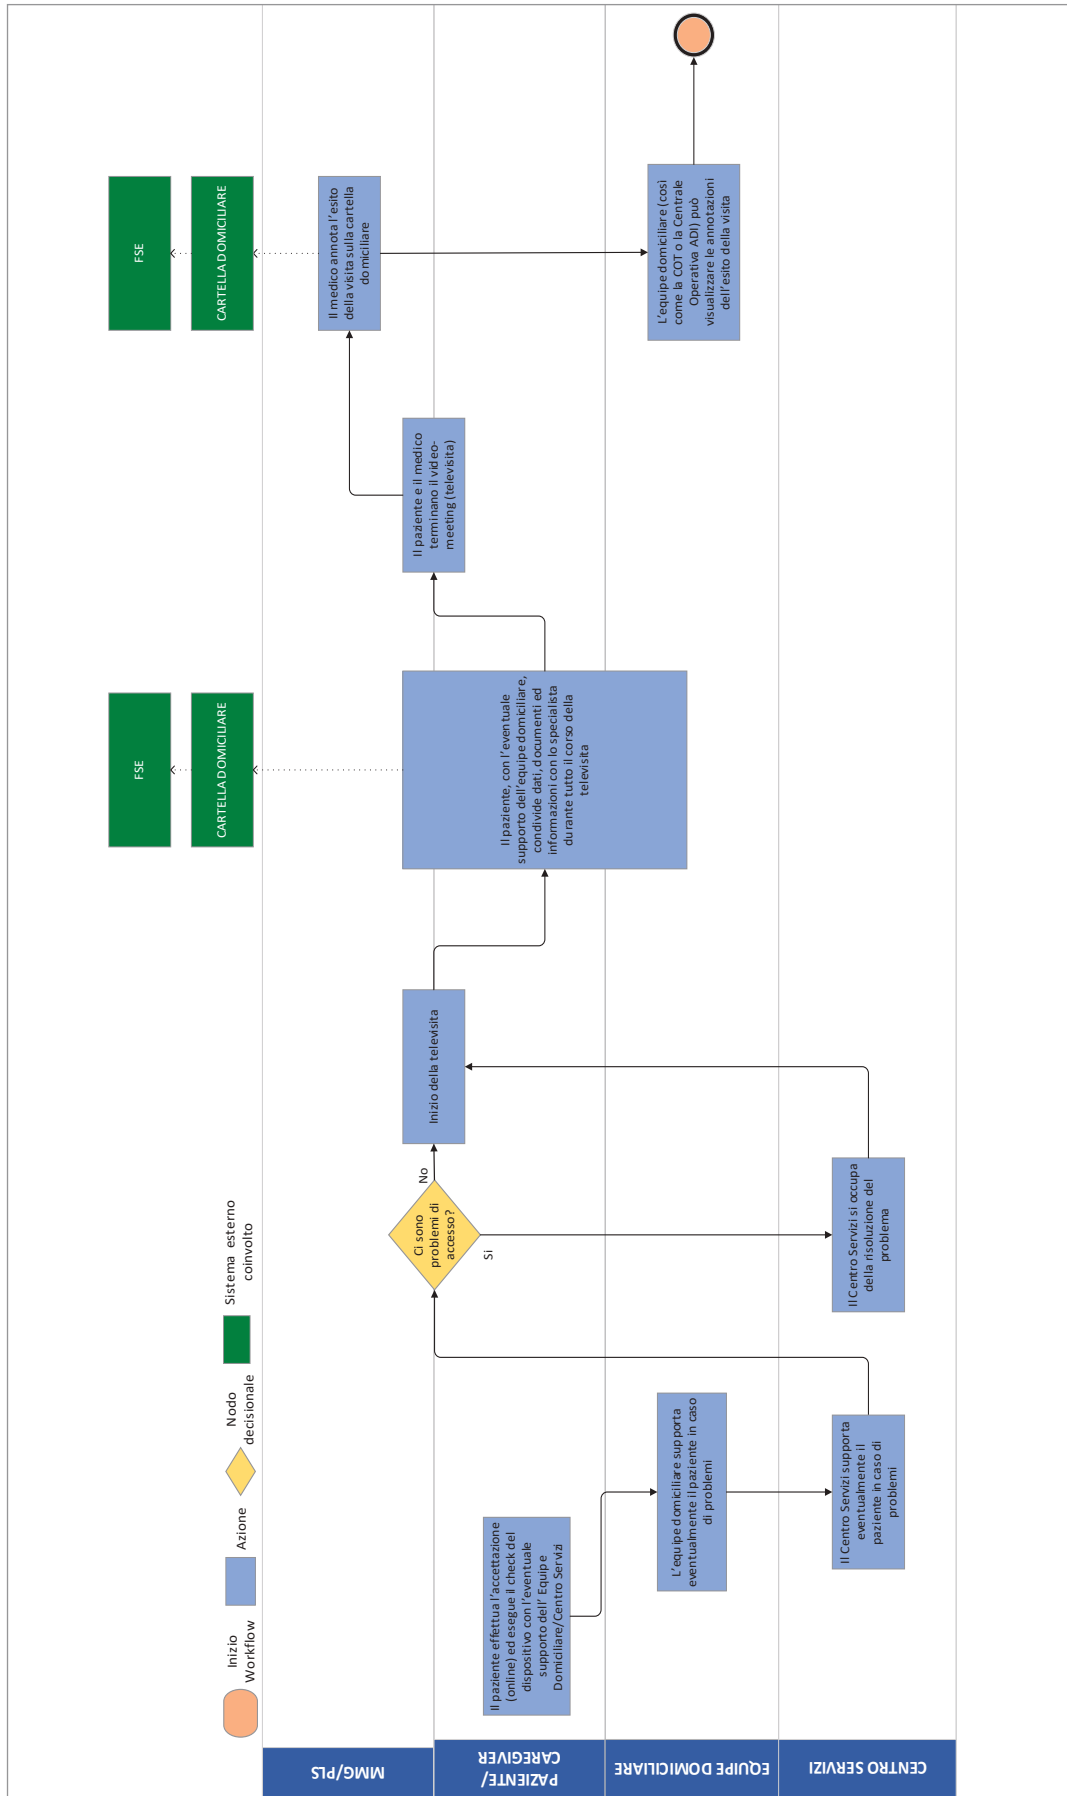 Inizio
Workflow
Azione
Nodo
decisionale
Sistema esterno
coinvolto
MMG/PLS
PAZIENTE/
CAREGIVER
EQUIPE DOMICILIARE
CENTRO SERVIZI
Il paziente effettua l'accettazione
(online) ed esegue il check del
dispositivo con l'eventuale
supporto dell' Equipe
Domiciliare/Centro Servizi
L'equipe domiciliare supporta
eventualmente il paziente in caso
di problemi
Il Centro Servizi supporta
eventualmente il
paziente in caso di
problemi
Ci sono
problemi di
accesso?
No
Si
Il Centro Servizi si occupa
della risoluzione del
problema
Inizio della televisita
Il paziente, con l'eventuale
supporto dell'equipe domiciliare,
condivide dati, documenti ed
informazioni con lo specialista
durante tutto il corso della
televisita
CARTELLA DOMICILIARE
FSE
Il paziente e il medico
terminano il video-
meeting (televisita)
Il medico annota l'esito
della visita sulla cartella
domiciliare
CARTELLA DOMICILIARE
FSE
L'equipe domiciliare (così
come la COT o la Centrale
Operativa ADI) può
visualizzare le annotazioni
dell'esito della visita